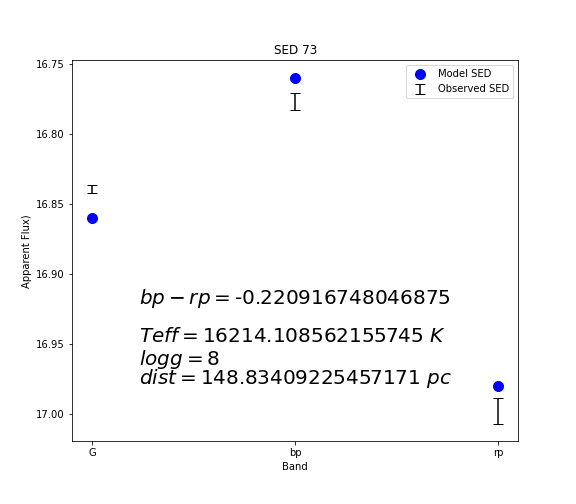 SED 73
Model SED
Observed SED
16.75
16.80
16.85
16.90
16.95
17.00
Apparent Flux)
bp − rp = -0.220916748046875
Teff = 16214.108562155745 K
logg = 8
dist = 148.83409225457171 pc
G
bp
rp
Band